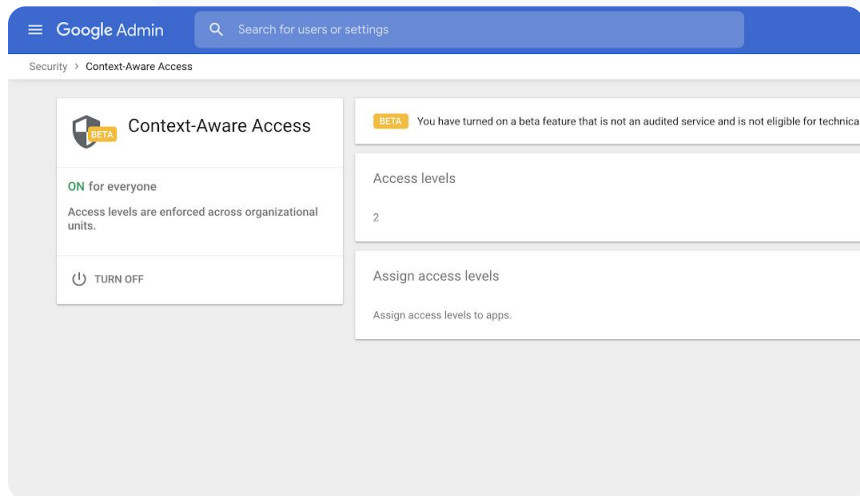 Google Admin
Search for users or settings
Security > Context-Aware Access
BETA
Context-Aware Access
ON for everyone
Access levels are enforced across organizational
units.
TURN OFF
BETA You have turned on a beta feature that is not an audited service and is not eligible for technica
Access levels
2
Assign access levels
Assign access levels to apps.